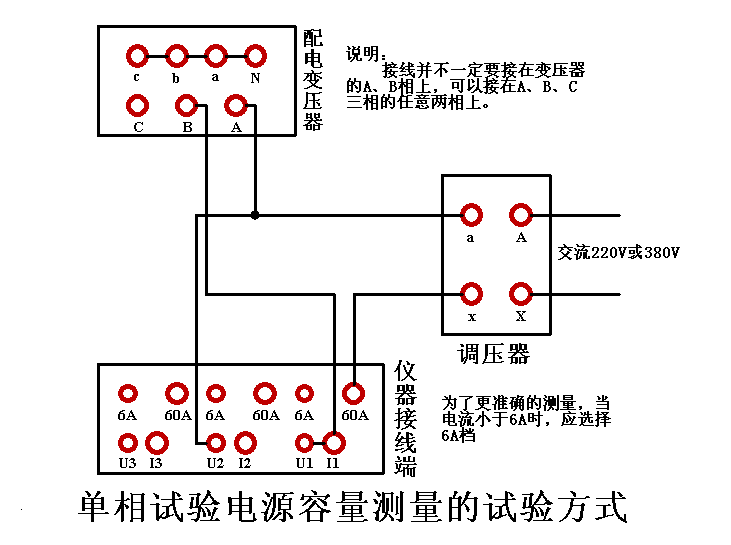 配电变压器
c b a N
C B A
说明：
接线并不一定要接在变压器
的A、B相上，可以接在A、B、C
三相的任意两相上。
a A
交流220V或380V
x X
调压器
仪器接线端
6A 60A 6A 60A 6A 60A
U3 I3 U2 I2 U1 I1
为了更准确的测量，当
电流小于6A时，应选择
6A档
单相试验电源容量测量的试验方式